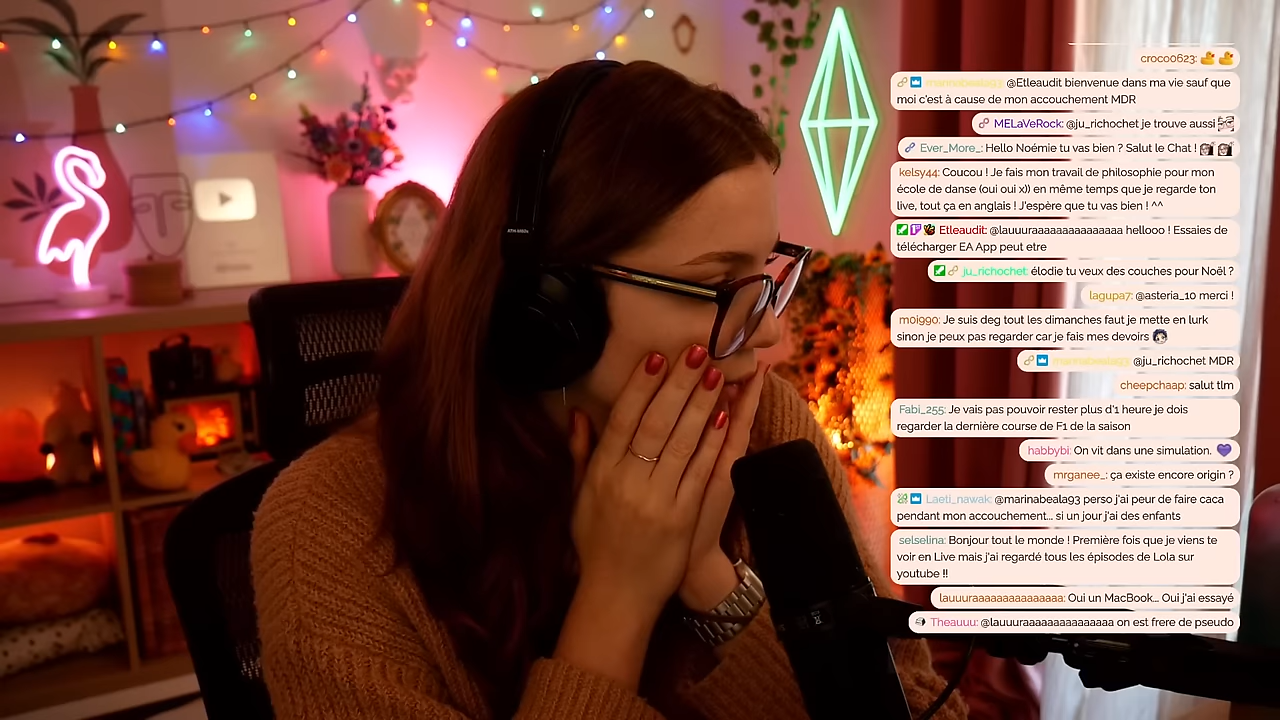 croco0623:
marinabeala93: @Etleaudit bienvenue dans ma vie sauf que
moi c'est à cause de mon accouchement MDR
MELaVeRock: @ju_richochet je trouve aussi
Ever_More_: Hello Noémie tu vas bien ? Salut le Chat !
kelsy44: Coucou ! Je fais mon travail de philosophie pour mon
école de danse (oui oui x)) en même temps que je regarde ton
live, tout ça en anglais ! J'espère que tu vas bien ! ^^
Etleaudit: @lauuuraaaaaaaaaaaaaaa hellooo ! Essaies de
télécharger EA App peut etre
ju_richochet: élodie tu veux des couches pour Noël ?
lagupa7: @asteria_10 merci !
moi990: Je suis deg tout les dimanches faut je mette en lurk
sinon je peux pas regarder car je fais mes devoirs
marinabeala93: @ju_richochet MDR
cheepchaap: salut tlm
Fabi_255: Je vais pas pouvoir rester plus d'1 heure je dois
regarder la dernière course de F1 de la saison
habbybi: On vit dans une simulation.
mrganee_: ça existe encore origin ?
Laeti_nawak: @marinabeala93 perso j'ai peur de faire caca
pendant mon accouchement... si un jour j'ai des enfants
selselina: Bonjour tout le monde ! Première fois que je viens te
voir en Live mais j'ai regardé tous les épisodes de Lola sur
youtube !!
lauuuraaaaaaaaaaaaaaa: Oui un MacBook... Oui j'ai essayé
Theauuu: @lauuuraaaaaaaaaaaaaaa on est frere de pseudo